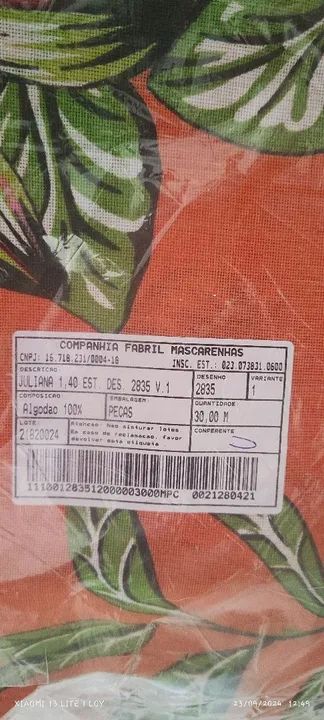 COMPANHIA FABRIL MASCARENHAS
CNPJ: 16.718.231/0004-18 INSC. EST.: 023.073831.0600
DESCRICAO DESENHO VARIANTE
JULIANA 1,40 EST. DES. 2835 V.1 2835 1
COMPOSICAO EMBALAGEM QUANTIDADE
Algodao 100% PECAS 30,00 M
LOTE Atencao: Nao misturar lotes CONFERENTE
2.820024 Em caso de reclamacao, favor
devolver esta etiqueta
1110012835120000003000MPC 0021280421
XIAOMI 13 LITE | LGY 23/09/2024 12:49